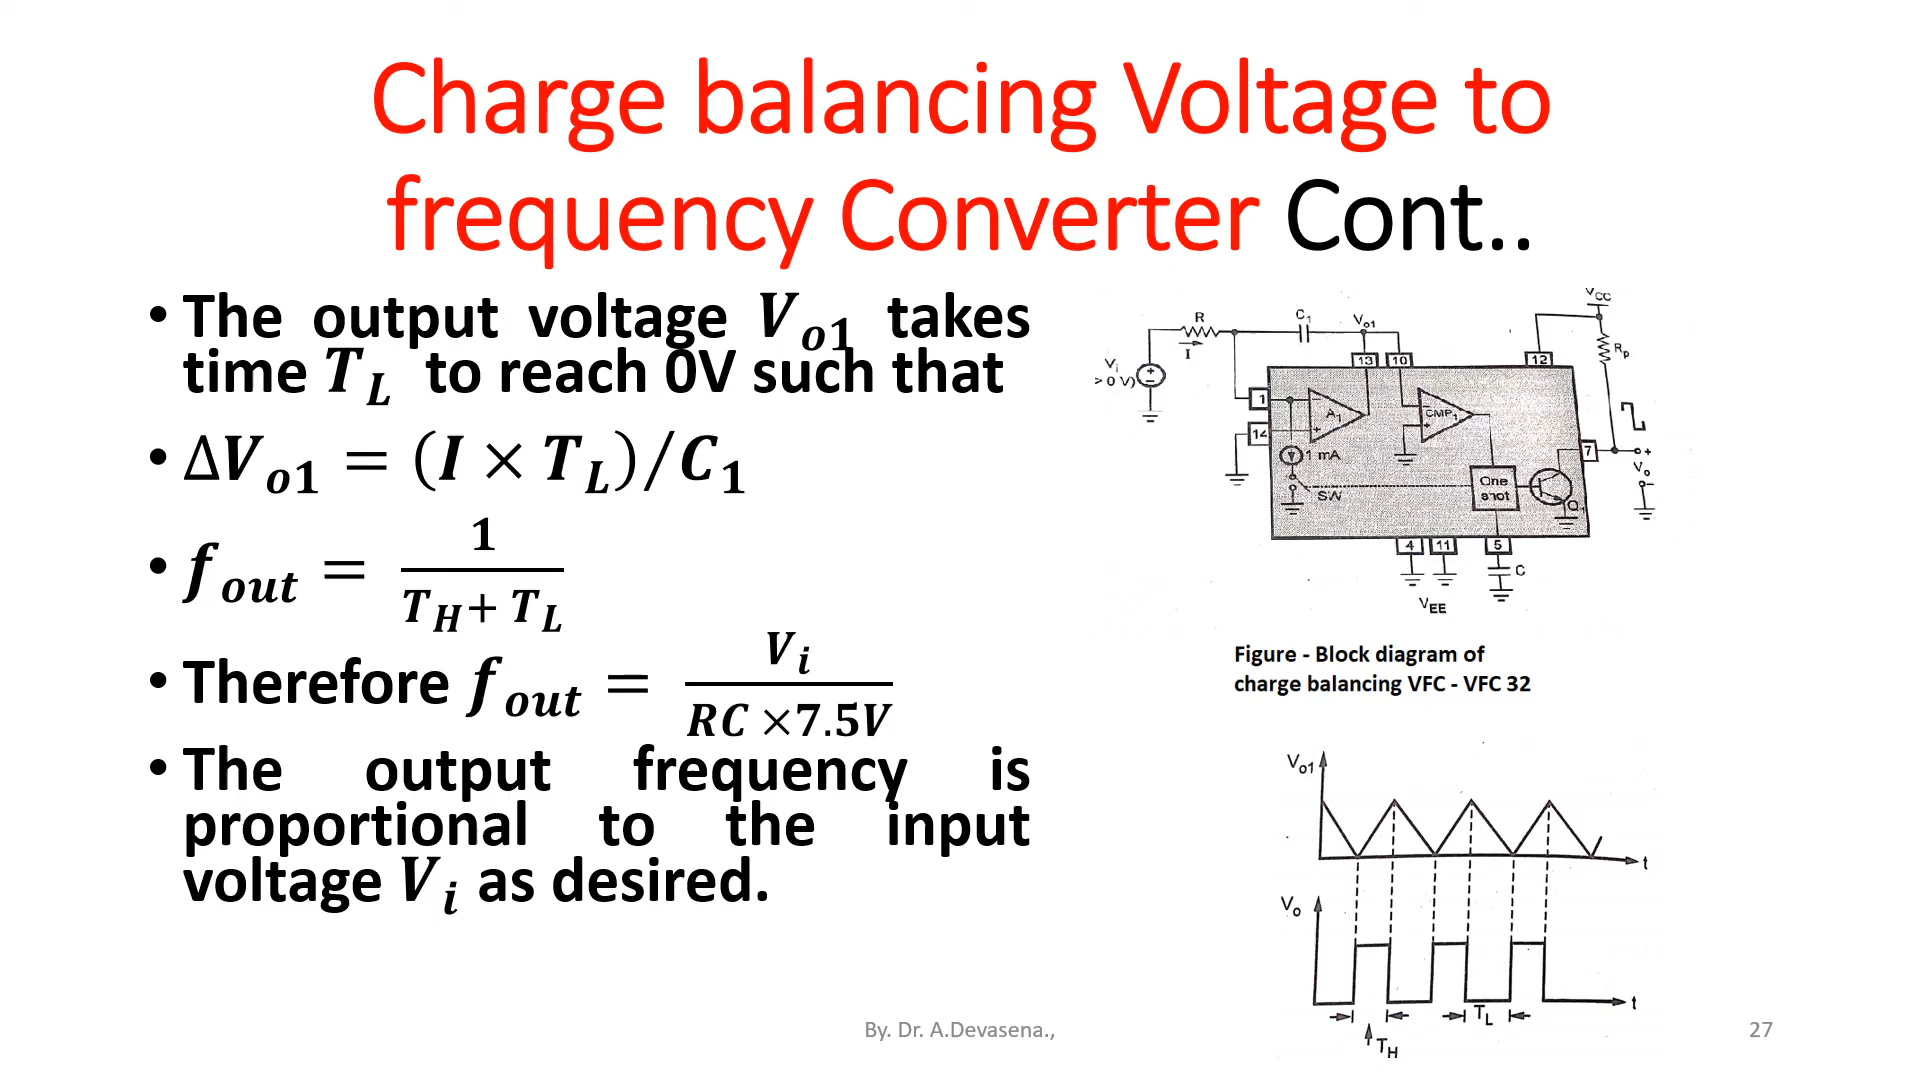 Charge balancing Voltage to
frequency Converter Cont..
• The output voltage V_o1 takes
time T_L to reach 0V such that
• ΔV_o1 = (I × T_L)/C_1
• f_out = 1 / (T_H + T_L)
• Therefore f_out = V_i / (RC ×7.5V)
• The output frequency is
proportional to the input
voltage V_i as desired.
V_CC
R
C_1
V_o1
I
R_p
13 10
12
V_i
> 0 V)
1
A_1
CMP_1
14
7
+
1 mA
V_o
One
shot
SW
Q_1
4 11 5
C
V_EE
Figure - Block diagram of
charge balancing VFC - VFC 32
V_o1
t
V_o
t
T_L
T_H
By. Dr. A.Devasena.,
27